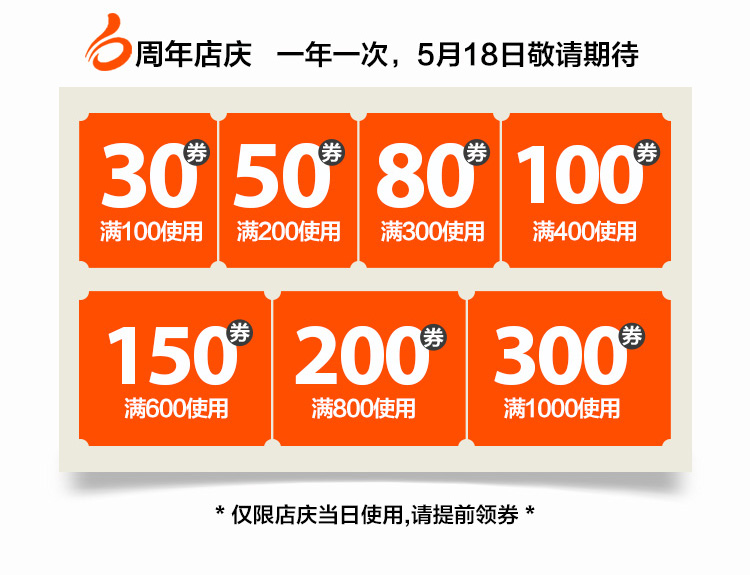 6周年店庆 一年一次，5月18日敬请期待
30券 50券 80券 100券
满100使用 满200使用 满300使用 满400使用
150券 200券 300券
满600使用 满800使用 满1000使用
* 仅限店庆当日使用,请提前领券 *